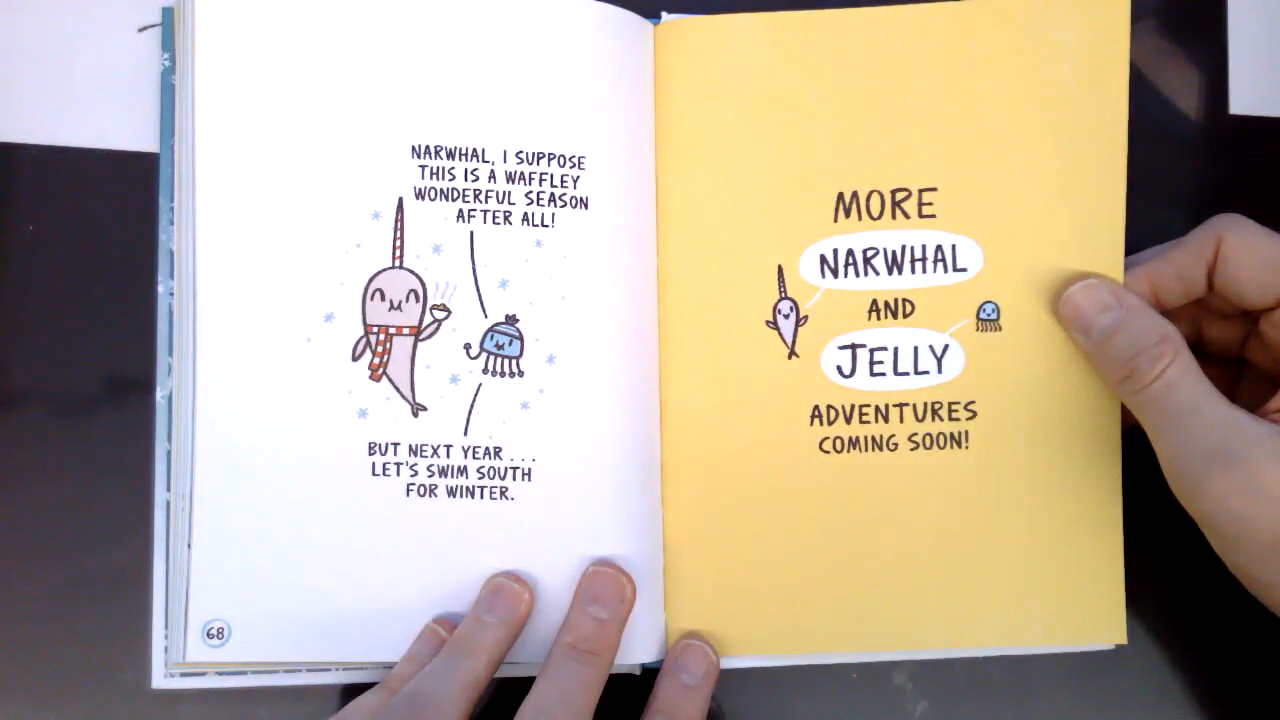 NARWHAL, I SUPPOSE
THIS IS A WAFFLEY
WONDERFUL SEASON
AFTER ALL!
BUT NEXT YEAR . . .
LET'S SWIM SOUTH
FOR WINTER.
68
MORE
NARWHAL
AND
JELLY
ADVENTURES
COMING SOON!